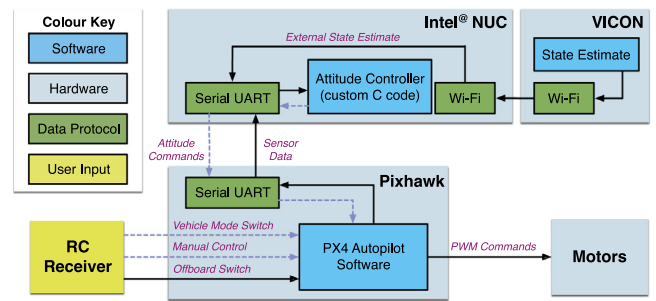 Colour Key
Software
Hardware
Data Protocol
User Input
Intel@ NUC
External State Estimate
Serial UART
Attitude Controller
(custom C code)
Wi-Fi
VICON
State Estimate
Wi-Fi
Attitude
Commands
Sensor
Data
Pixhawk
Serial UART
RC
Receiver
Vehicle Mode Switch
Manual Control
Offboard Switch
PX4 Autopilot
Software
PWM Commands
Motors